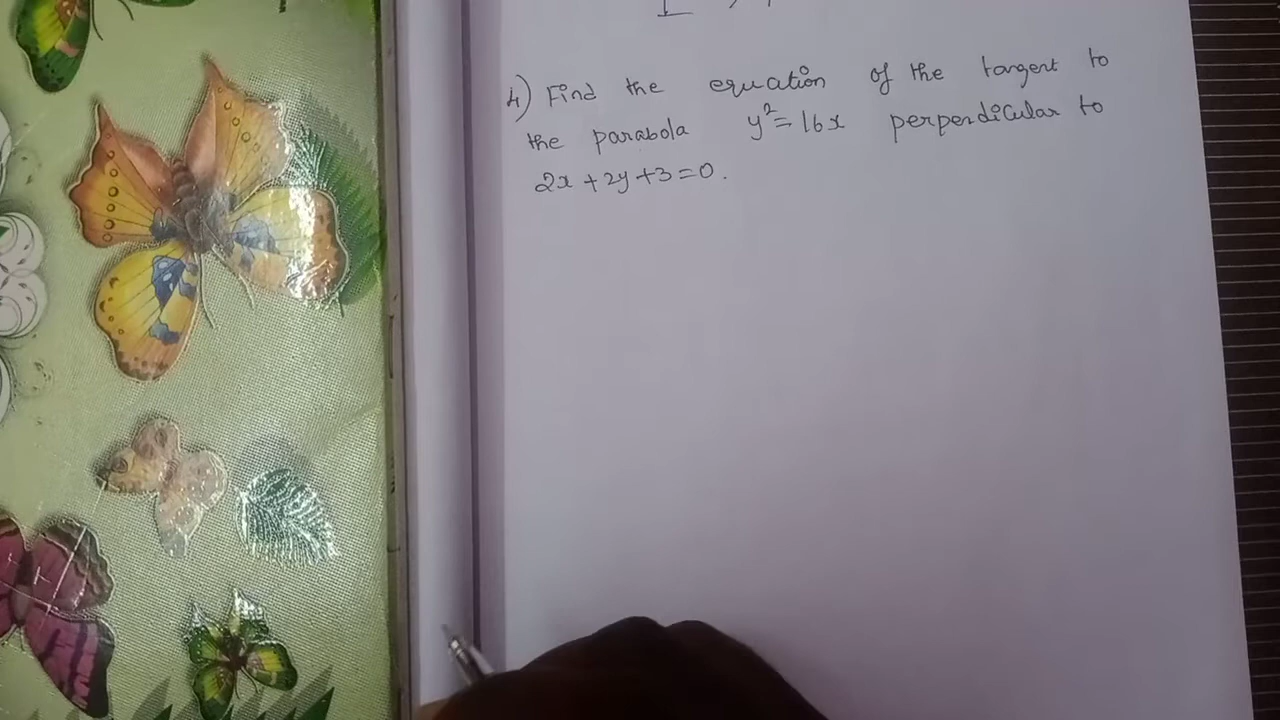 4) Find the equation of the tangent to
the parabola y²=16x perpendicular to
2x+2y+3=0.